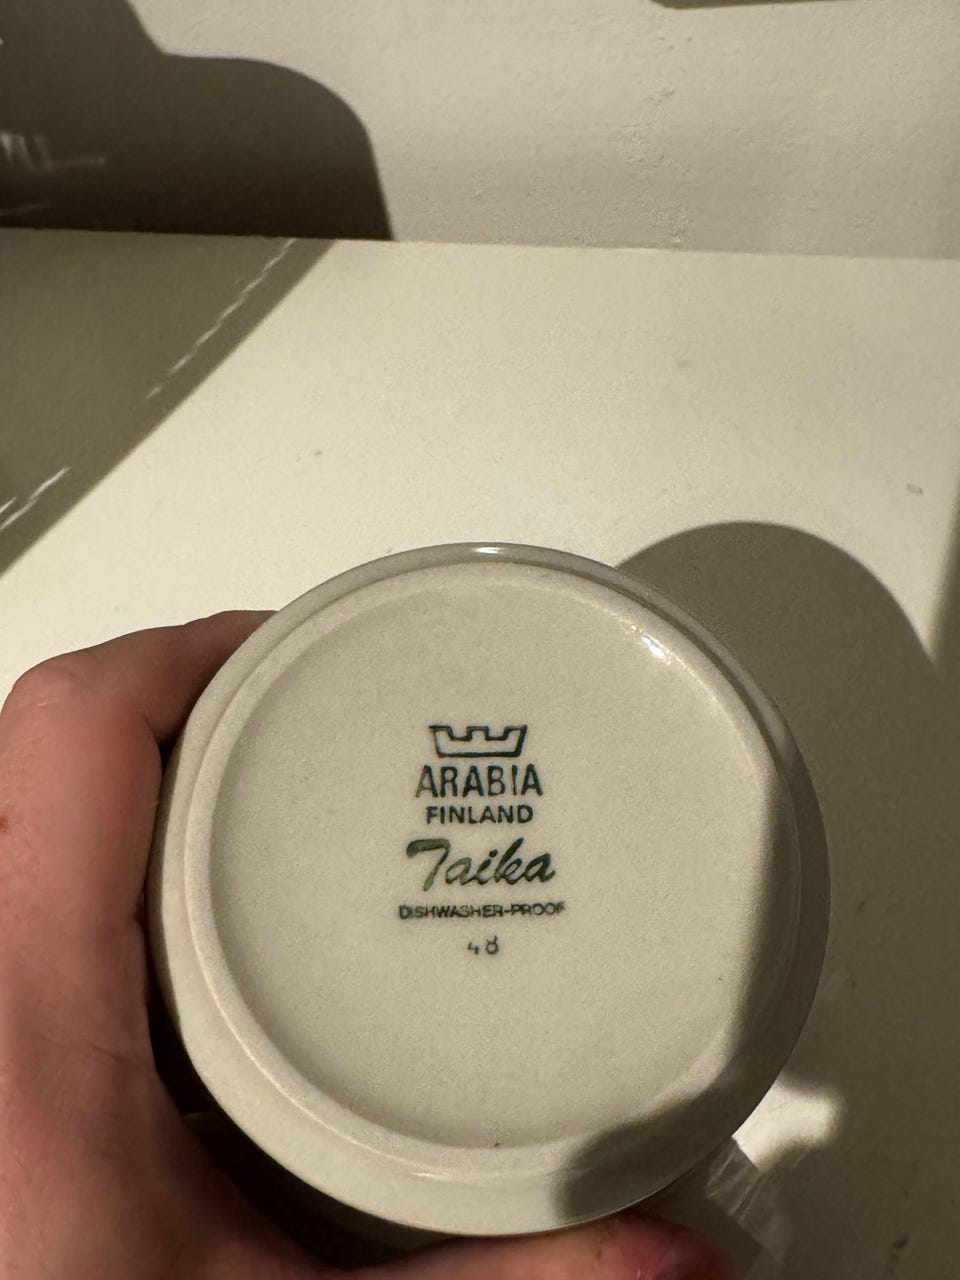 ARABIA
FINLAND
Taika
DISHWASHER-PROOF
48